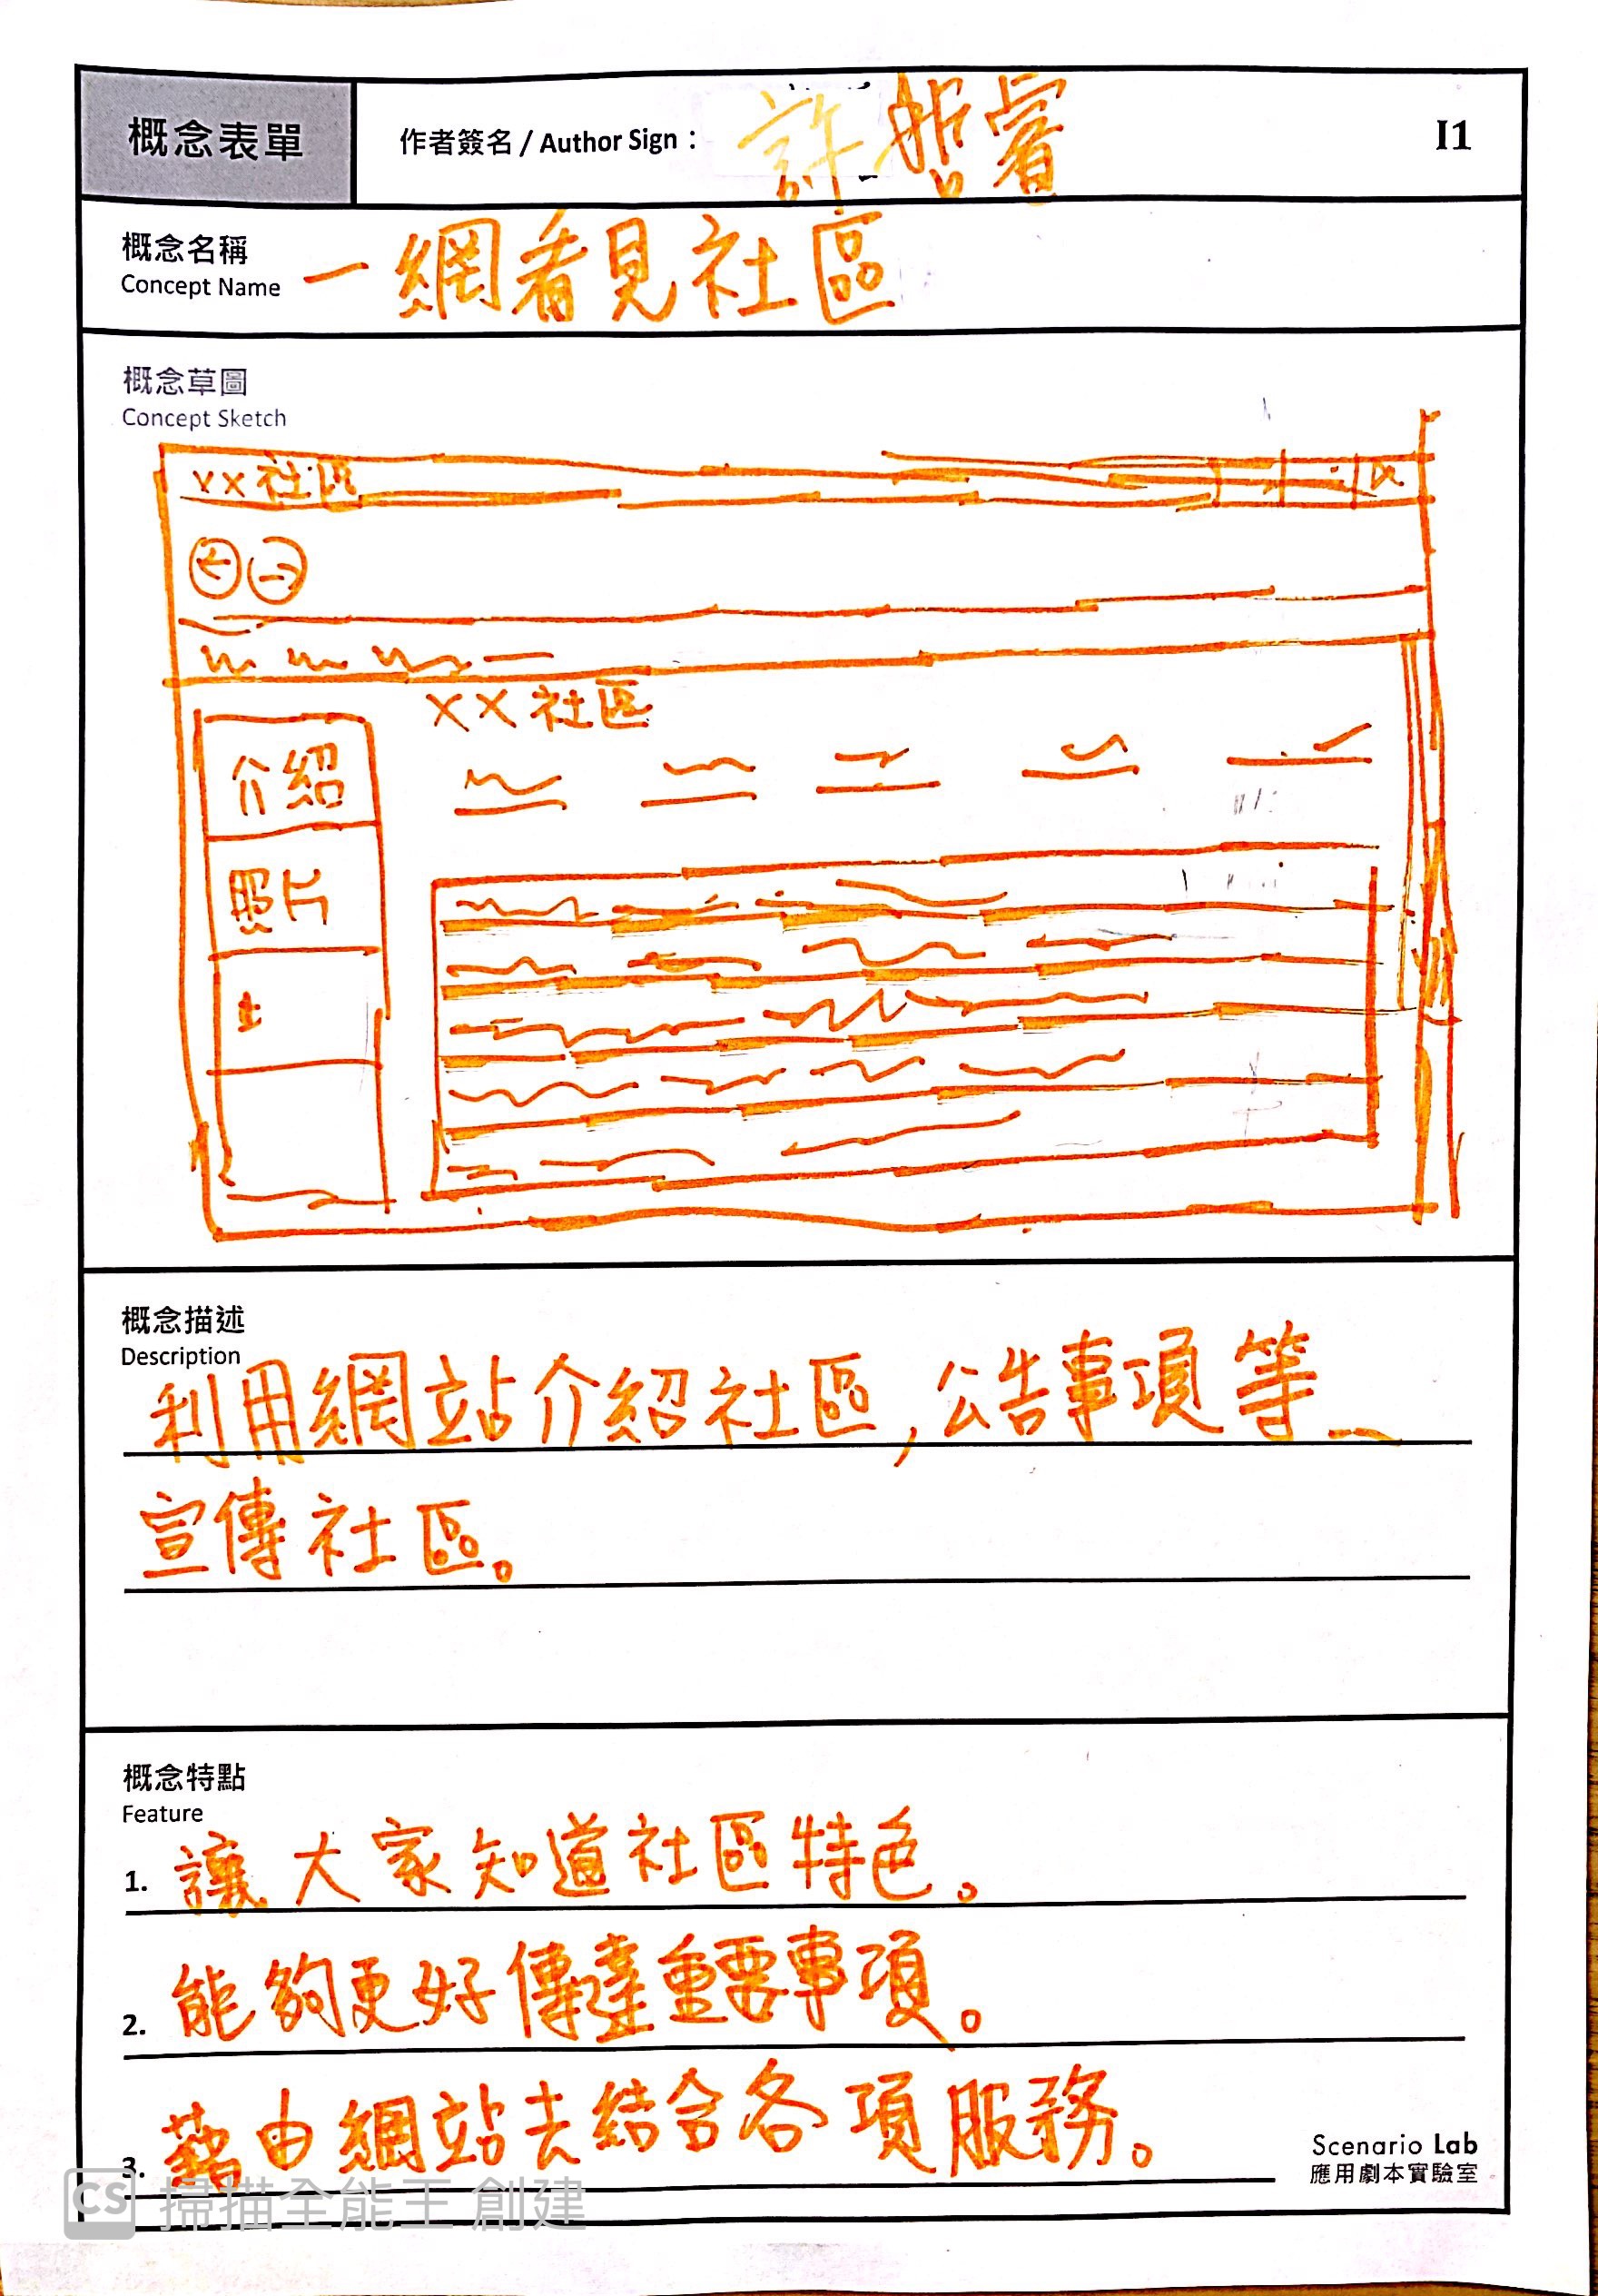 概念表單
作者簽名 / Author Sign：許哲睿
I1
概念名稱
Concept Name
一網看見社區
概念草圖
Concept Sketch
xx社区
xx社區
介紹
照片
概念描述
Description
利用網站介紹社區，公告事項等
宣傳社區。
概念特點
Feature
1. 讓大家知道社區特色。
2. 能夠更好傳達重要事項。
3. 藉由網站去結合各項服務。
Scenario Lab
應用劇本實驗室
CS 掃描全能王 創建